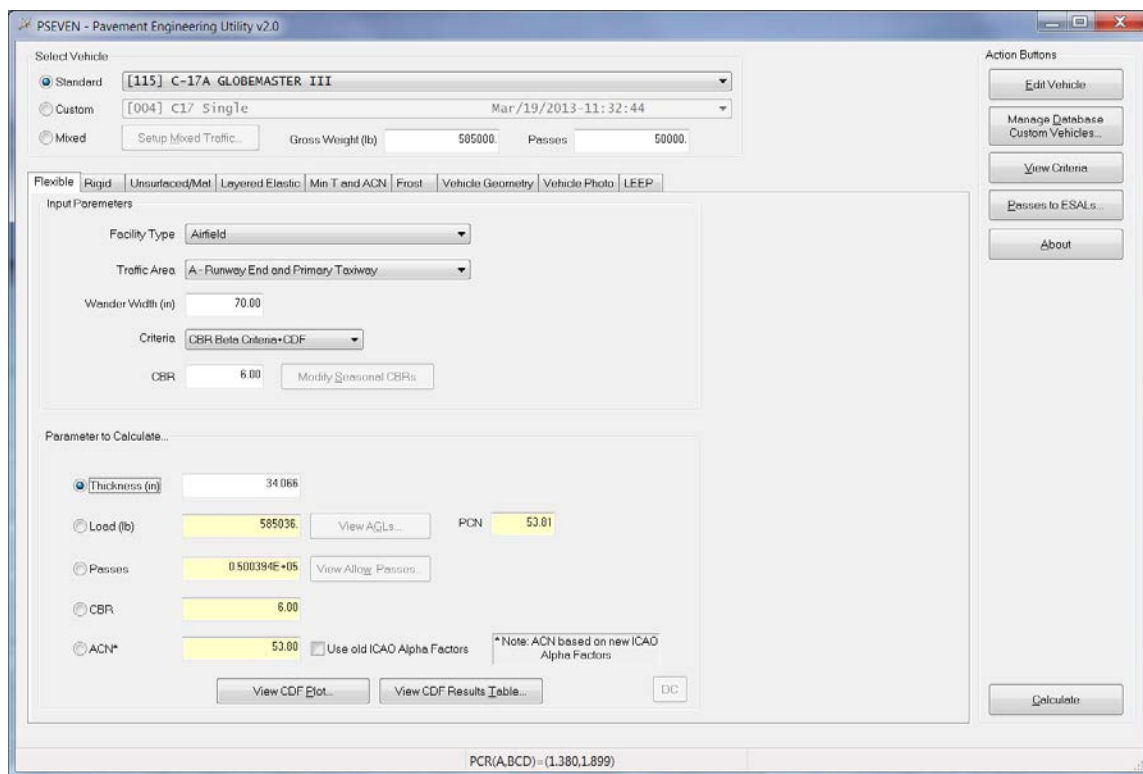 PSEVEN - Pavement Engineering Utility v2.0
Select Vehicle
Standard [115] C-17A GLOBEMASTER III
Custom [004] C17 Single Mar/19/2013-11:32:44
Mixed Setup Mixed Traffic... Gross Weight (lb) 585000. Passes 50000.
Action Buttons
Edit Vehicle
Manage Database
Custom Vehicles...
View Criteria
Passes to ESALs...
About
Flexible Rigid Unsurfaced/Mat Layered Elastic Min T and ACN Frost Vehicle Geometry Vehicle Photo LEEP
Input Paremeters
Facility Type Airfield
Traffic Area A - Runway End and Primary Taxiway
Wander Width (in) 70.00
Criteria CBR Beta Criteria+CDF
CBR 6.00 Modify Seasonal CBRs
Parameter to Calculate...
Thickness (in) 34.066
Load (lb) 585036. View AGLs... PCN 53.81
Passes 0.500394E+05 View Allow Passes...
CBR 6.00
ACN* 53.80 Use old ICAO Alpha Factors * Note: ACN based on new ICAO
Alpha Factors
View CDF Plot... View CDF Results Table... DC
Calculate
PCR(A,BCD)=(1.380,1.899)